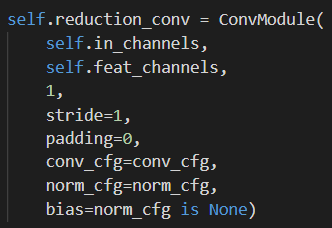 self.reduction_conv = ConvModule(
    self.in_channels,
    self.feat_channels,
    1,
    stride=1,
    padding=0,
    conv_cfg=conv_cfg,
    norm_cfg=norm_cfg,
    bias=norm_cfg is None)